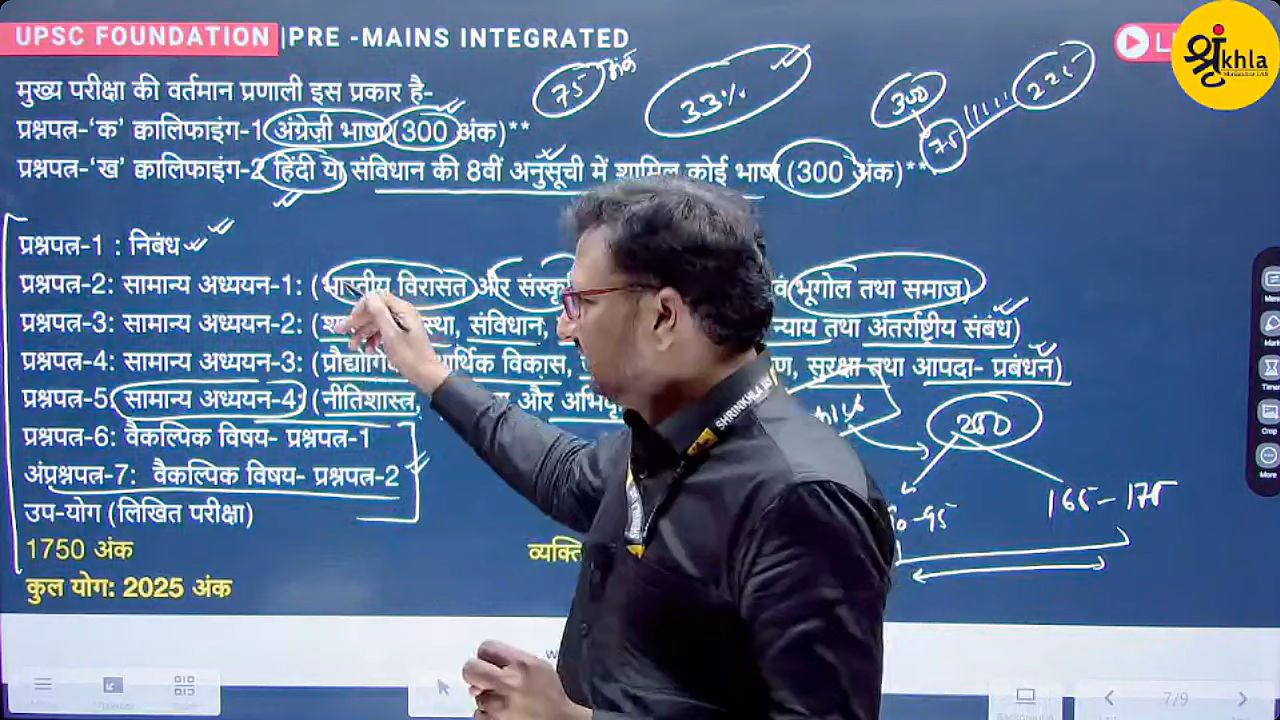 UPSC FOUNDATION |PRE -MAINS INTEGRATED
श्रृंkhla
75 अंक
33%
300
75
225
मुख्य परीक्षा की वर्तमान प्रणाली इस प्रकार है-
प्रश्नपत्र-‘क’ क्वालिफाइंग-1 अंग्रेज़ी भाषा (300 अंक)**
प्रश्नपत्र-‘ख’ क्वालिफाइंग-2 हिंदी या संविधान की 8वीं अनुसूची में शामिल कोई भाषा (300 अंक)**
प्रश्नपत्र-1 : निबंध
प्रश्नपत्र-2: सामान्य अध्ययन-1: (भारतीय विरासत और भूगोल तथा समाज)
प्रश्नपत्र-3: सामान्य अध्ययन-2: ( संविधान, तथा अंतर्राष्ट्रीय संबंध)
प्रश्नपत्र-4: सामान्य अध्ययन-3: ( विकास, सुरक्षा तथा आपदा- प्रबंधन)
प्रश्नपत्र-5: सामान्य अध्ययन-4: (नीतिशास्त्र, और
250
प्रश्नपत्र-6: वैकल्पिक विषय- प्रश्नपत्र-1
अंप्रश्नपत्र-7: वैकल्पिक विषय- प्रश्नपत्र-2
165-175
उप-योग (लिखित परीक्षा)
1750 अंक
कुल योग: 2025 अंक
SHRINKHLA
7/9